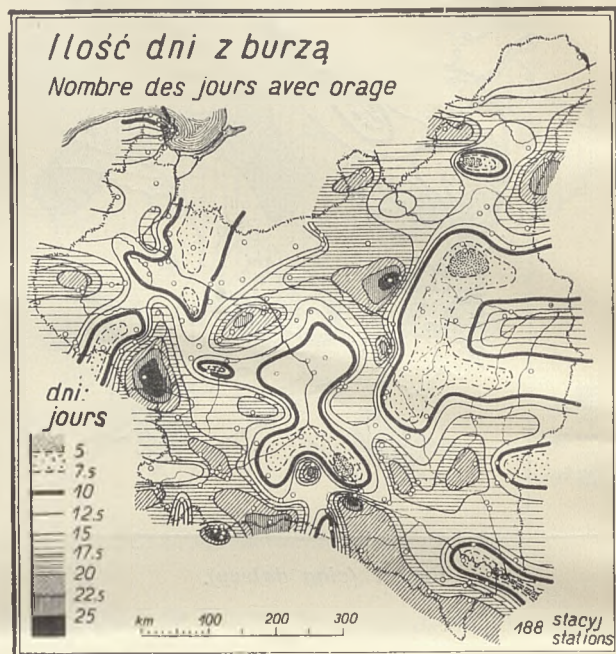 Ilość dni z burzą
Nombre des jours avec orage
dni:
jours
5
7.5
10
12.5
15
17.5
20
22.5
25
km 100 200 300
188 stacyj
stations